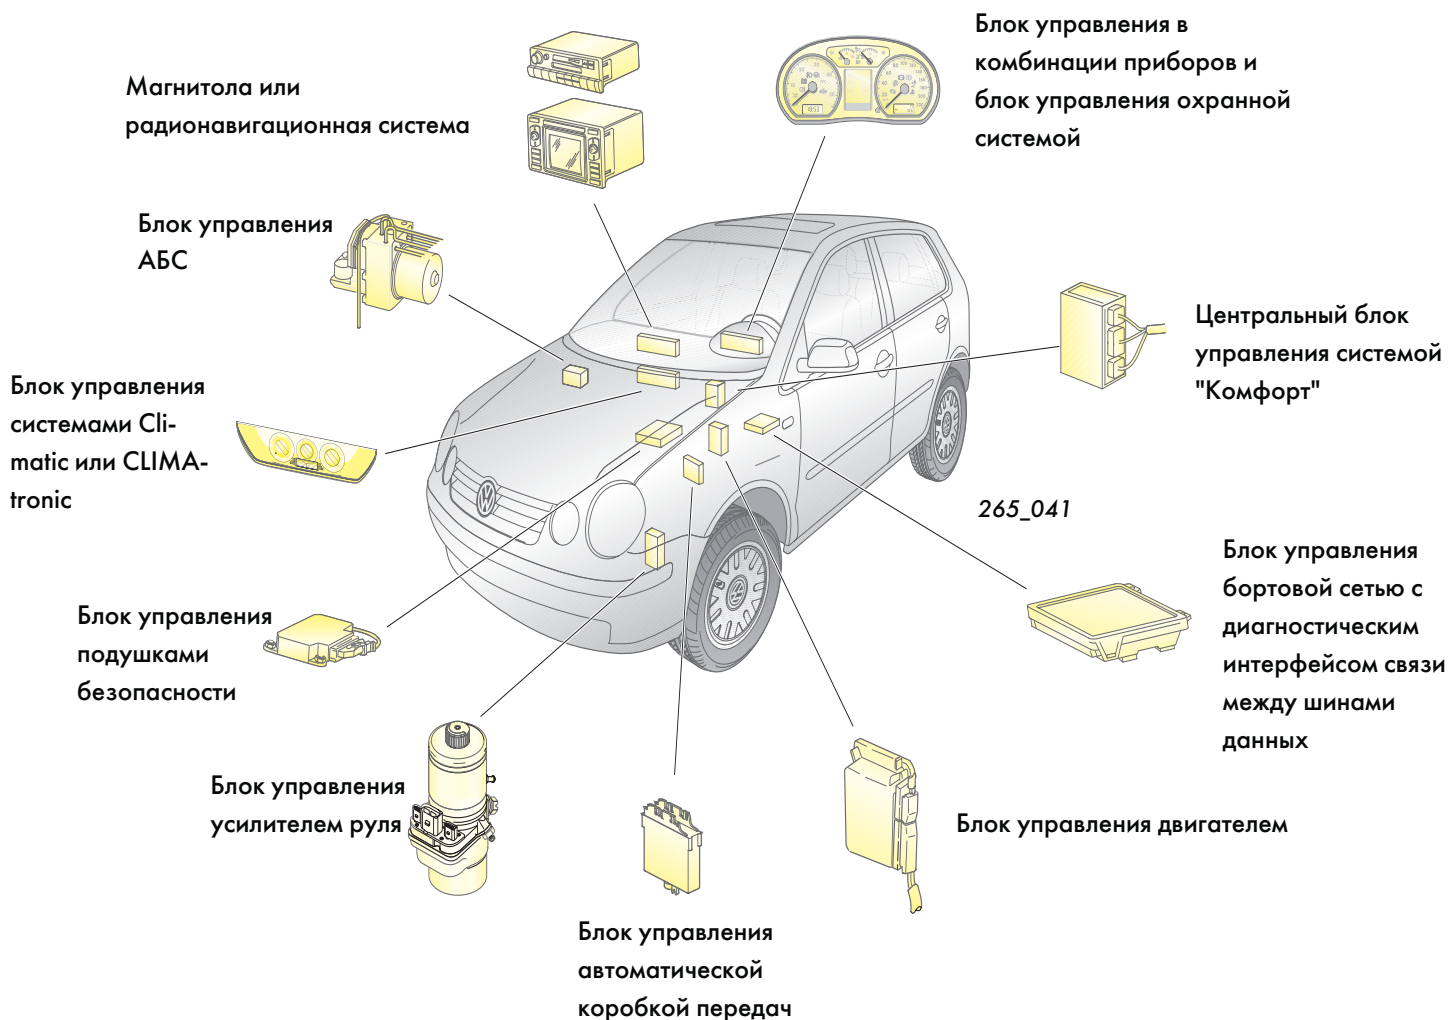 Блок управления в
комбинации приборов и
блок управления охранной
системой
Магнитола или
радионавигационная система
Блок управления
АБС
Центральный блок
управления системой
"Комфорт"
Блок управления
системами Cli-
matic или CLIMA-
tronic
265_041
Блок управления
бортовой сетью с
диагностическим
интерфейсом связи
между шинами
данных
Блок управления
подушками
безопасности
Блок управления
усилителем руля
Блок управления двигателем
Блок управления
автоматической
коробкой передач